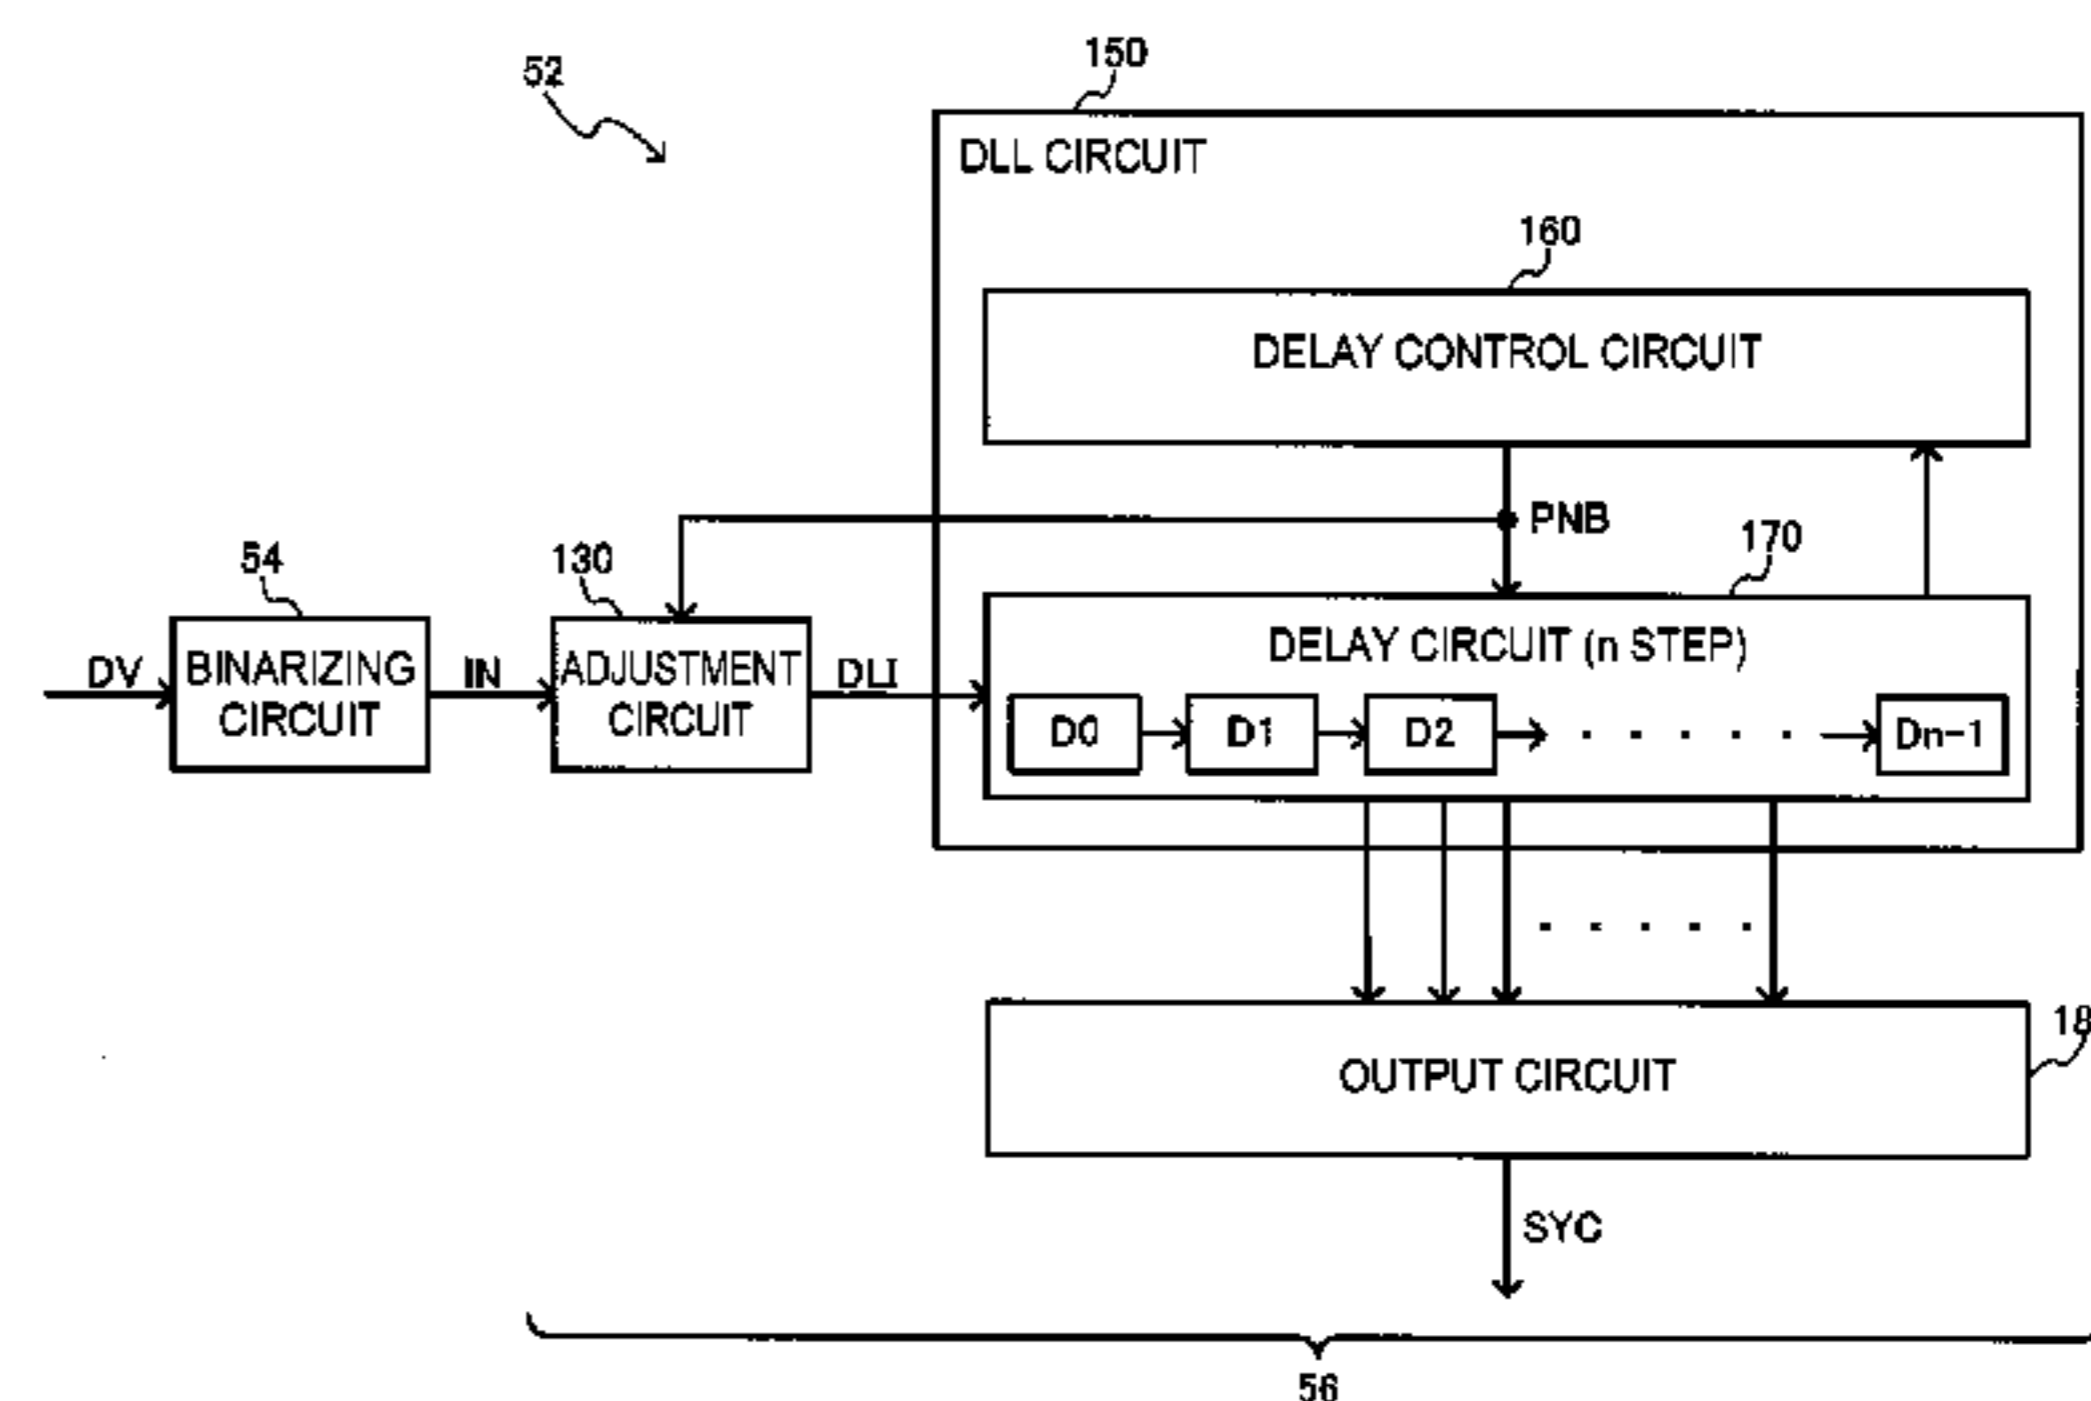 52
150
DLL CIRCUIT
160
DELAY CONTROL CIRCUIT
PNB
170
54
130
DV
BINARIZING
CIRCUIT
IN
ADJUSTMENT
CIRCUIT
DLI
DELAY CIRCUIT (n STEP)
D0
D1
D2
Dn-1
OUTPUT CIRCUIT
SYC
56